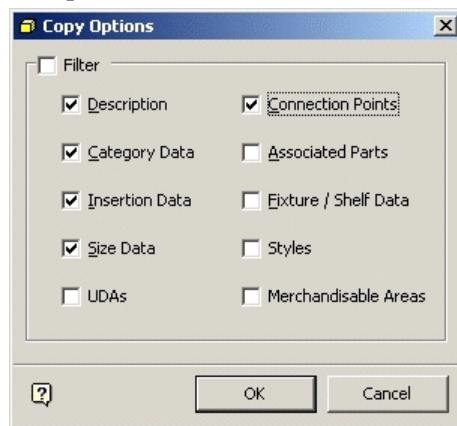 Copy Options
Filter
Description
Connection Points
Category Data
Associated Parts
Insertion Data
Fixture / Shelf Data
Size Data
Styles
UDAs
Merchandisable Areas
OK
Cancel